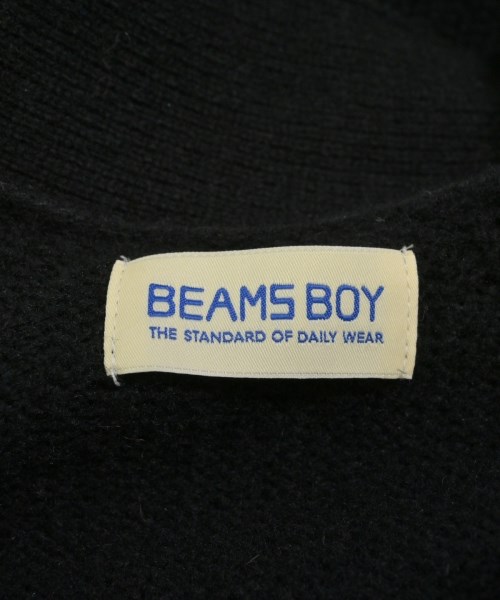 BEAMS BOY
THE STANDARD OF DAILY WEAR